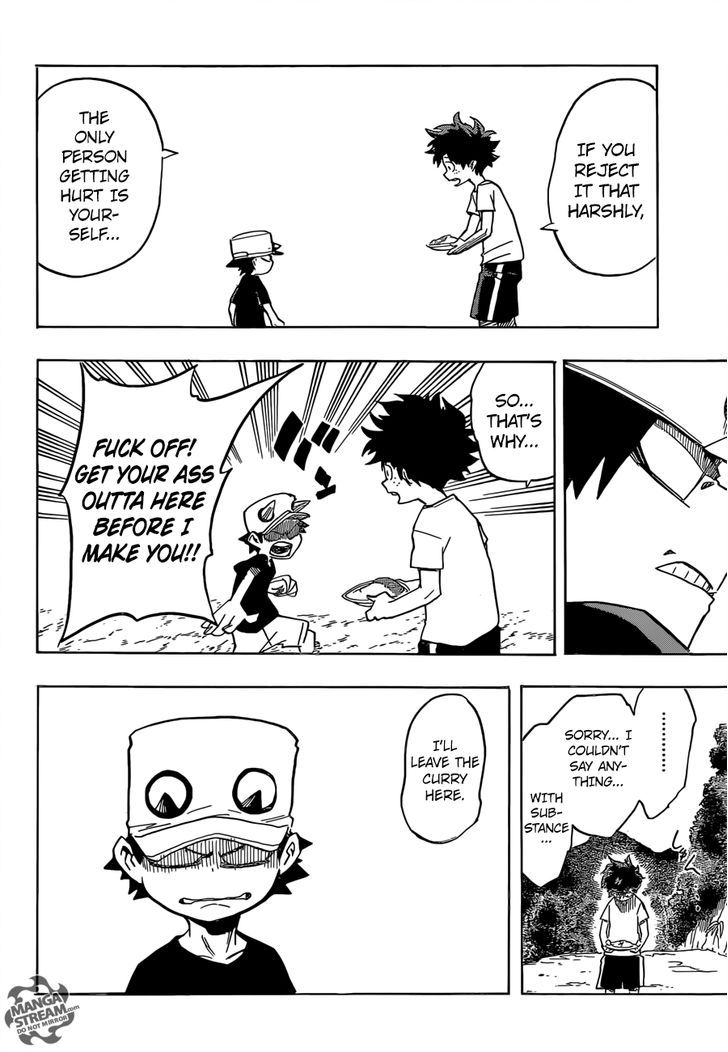 IF YOU
REJECT
IT THAT
HARSHLY,
THE
ONLY
PERSON
GETTING
HURT IS
YOUR-
SELF...
SO...
THAT'S
WHY...
FUCK OFF!
GET YOUR ASS
OUTTA HERE
BEFORE I
MAKE YOU!!
.........
SORRY... I
COULDN'T
SAY ANY-
THING...
WITH
SUB-
STANCE
...
I'LL
LEAVE
THE CURRY
HERE.
MANGA
STREAM.com
DO NOT MIRROR!